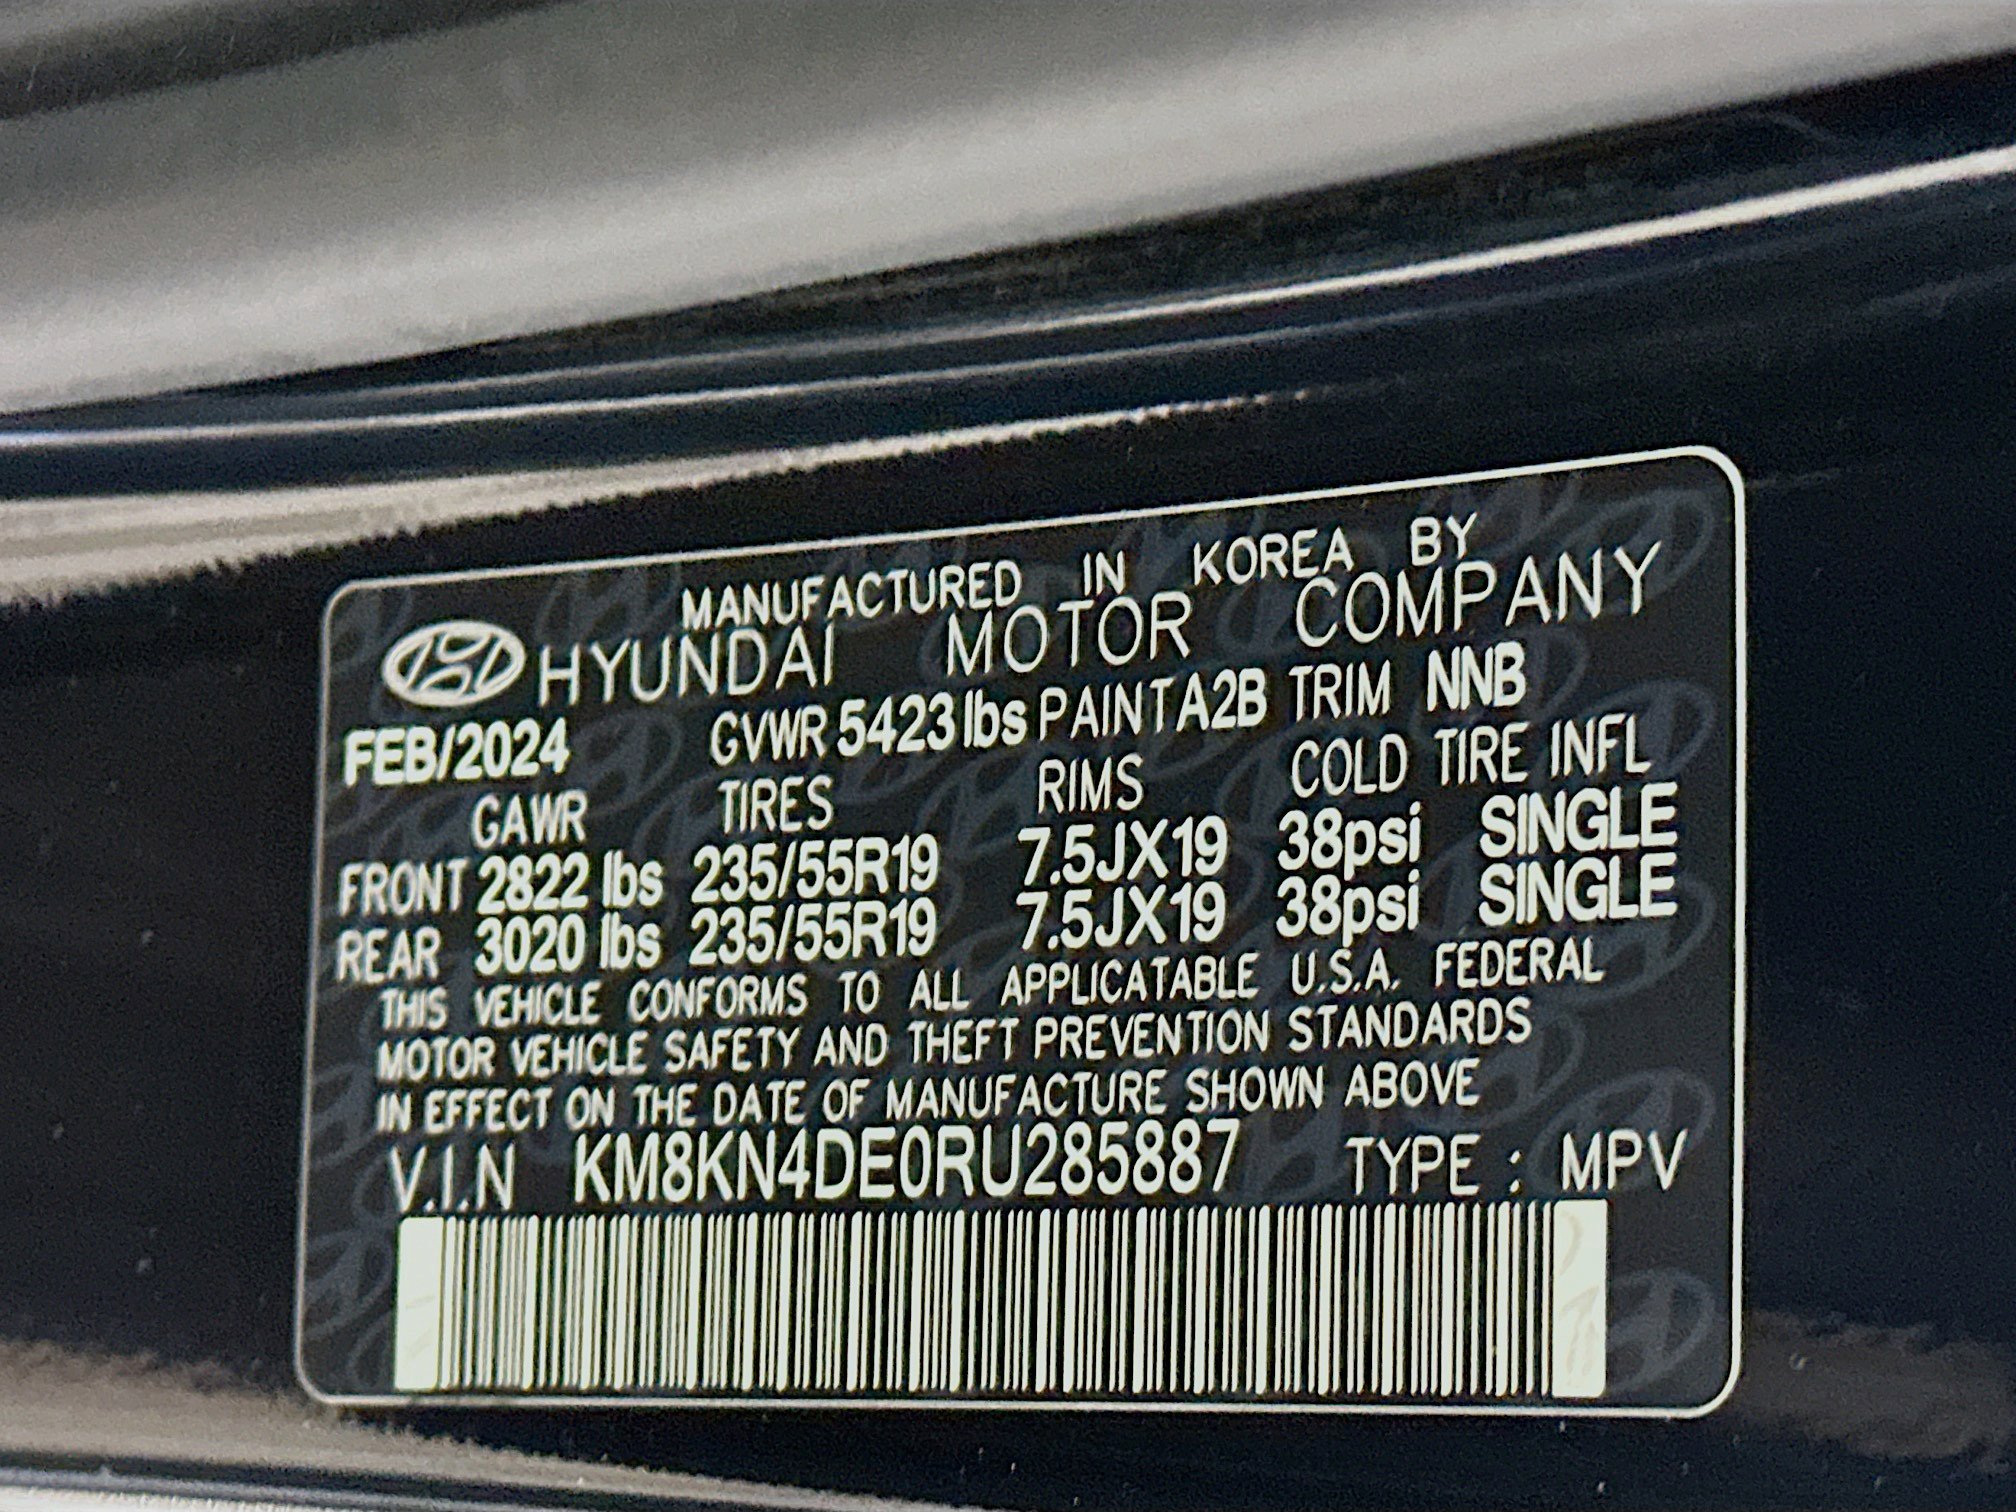 MANUFACTURED IN KOREA BY
HYUNDAI MOTOR COMPANY
FEB/2024 GVWR 5423 lbs PAINT A2B TRIM NNB
GAWR TIRES RIMS COLD TIRE INFL
FRONT 2822 lbs 235/55R19 7.5JX19 38psi SINGLE
REAR 3020 lbs 235/55R19 7.5JX19 38psi SINGLE
THIS VEHICLE CONFORMS TO ALL APPLICATABLE U.S.A. FEDERAL
MOTOR VEHICLE SAFETY AND THEFT PREVENTION STANDARDS
IN EFFECT ON THE DATE OF MANUFACTURE SHOWN ABOVE
V.I.N KM8KN4DE0RU285887 TYPE : MPV